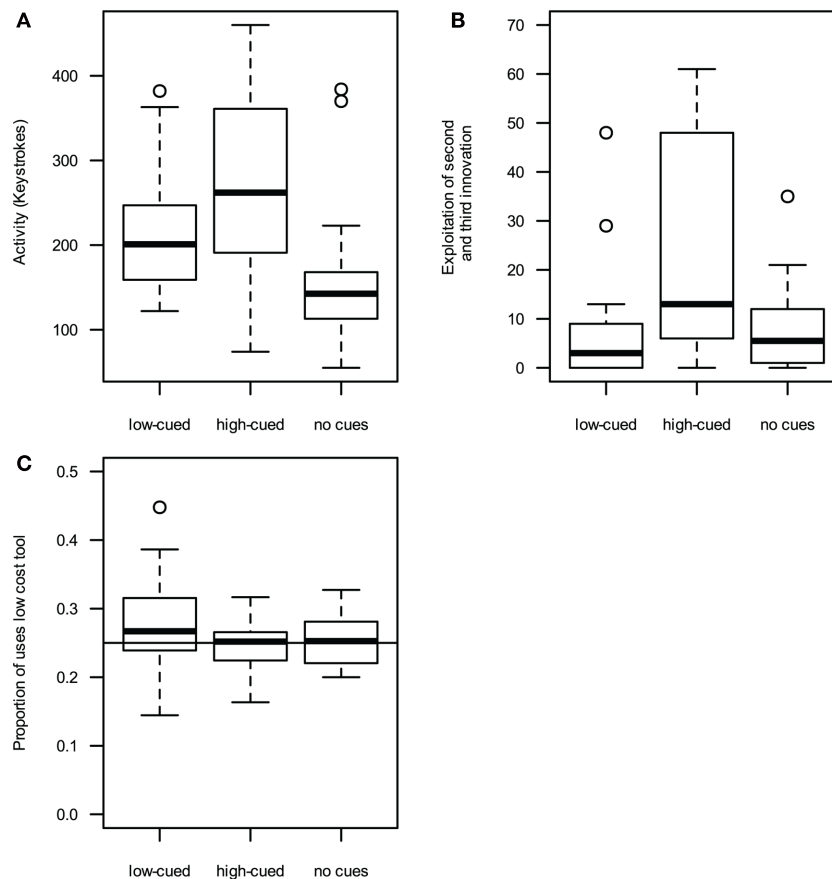 A
Activity (Keystrokes)
400
300
200
100
low-cued
high-cued
no cues
B
Exploitation of second
and third innovation
70
60
50
40
30
20
10
0
low-cued
high-cued
no cues
C
Proportion of uses low cost tool
0.5
0.4
0.3
0.2
0.1
0.0
low-cued
high-cued
no cues